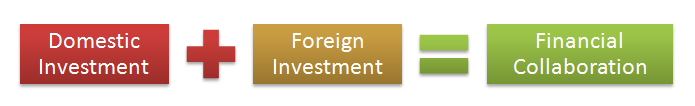 Domestic
Investment
+
Foreign
Investment
=
Financial
Collaboration